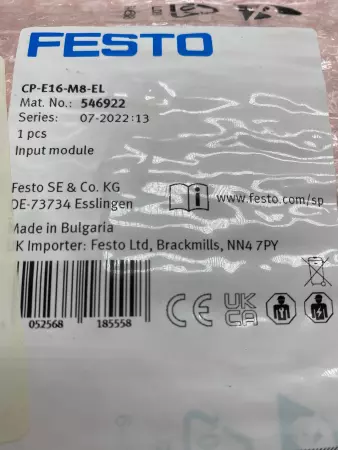 FESTO
CP-E16-M8-EL
Mat. No.: 546922
Series: 07-2022:13
1 pcs
Input module
Festo SE & Co. KG
DE-73734 Esslingen
www.festo.com/sp
Made in Bulgaria
K Importer: Festo Ltd, Brackmills, NN4 7PY
052568 185558
CE UK CA